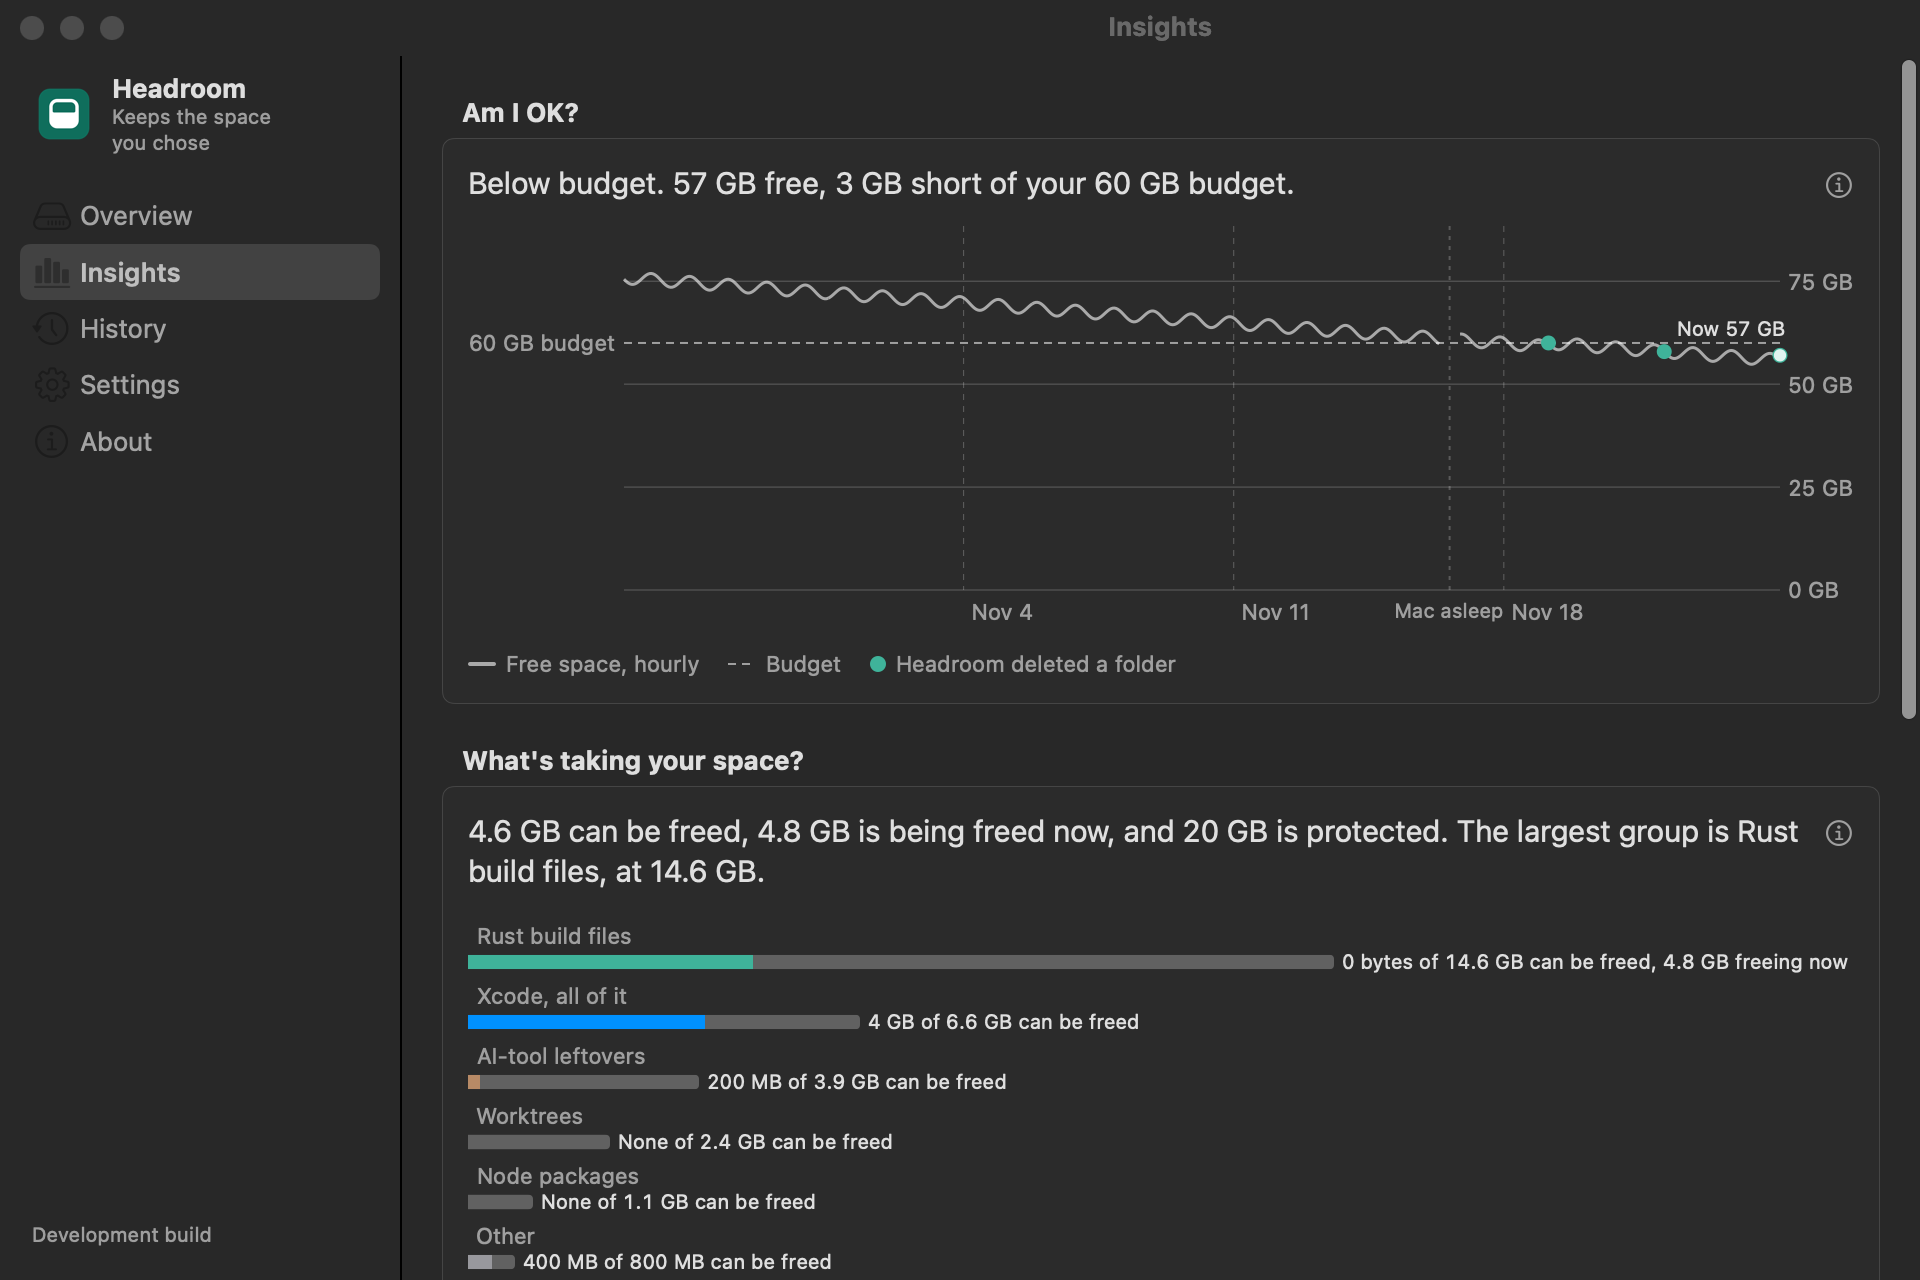 Insights
Headroom
Keeps the space
you chose
Overview
Insights
History
Settings
About
Development build
Am I OK?
Below budget. 57 GB free, 3 GB short of your 60 GB budget.
75 GB
Now 57 GB
60 GB budget
50 GB
25 GB
0 GB
Nov 4
Nov 11
Mac asleep
Nov 18
Free space, hourly
Budget
Headroom deleted a folder
What's taking your space?
4.6 GB can be freed, 4.8 GB is being freed now, and 20 GB is protected. The largest group is Rust
build files, at 14.6 GB.
Rust build files
0 bytes of 14.6 GB can be freed, 4.8 GB freeing now
Xcode, all of it
4 GB of 6.6 GB can be freed
AI-tool leftovers
200 MB of 3.9 GB can be freed
Worktrees
None of 2.4 GB can be freed
Node packages
None of 1.1 GB can be freed
Other
400 MB of 800 MB can be freed